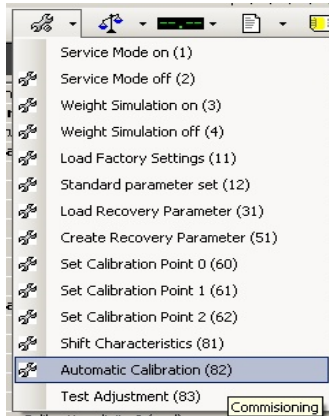 --.--
Service Mode on (1)
Service Mode off (2)
Weight Simulation on (3)
Weight Simulation off (4)
Load Factory Settings (11)
Standard parameter set (12)
Load Recovery Parameter (31)
Create Recovery Parameter (51)
Set Calibration Point 0 (60)
Set Calibration Point 1 (61)
Set Calibration Point 2 (62)
Shift Characteristics (81)
Automatic Calibration (82)
Test Adjustment (83)
Commisioning